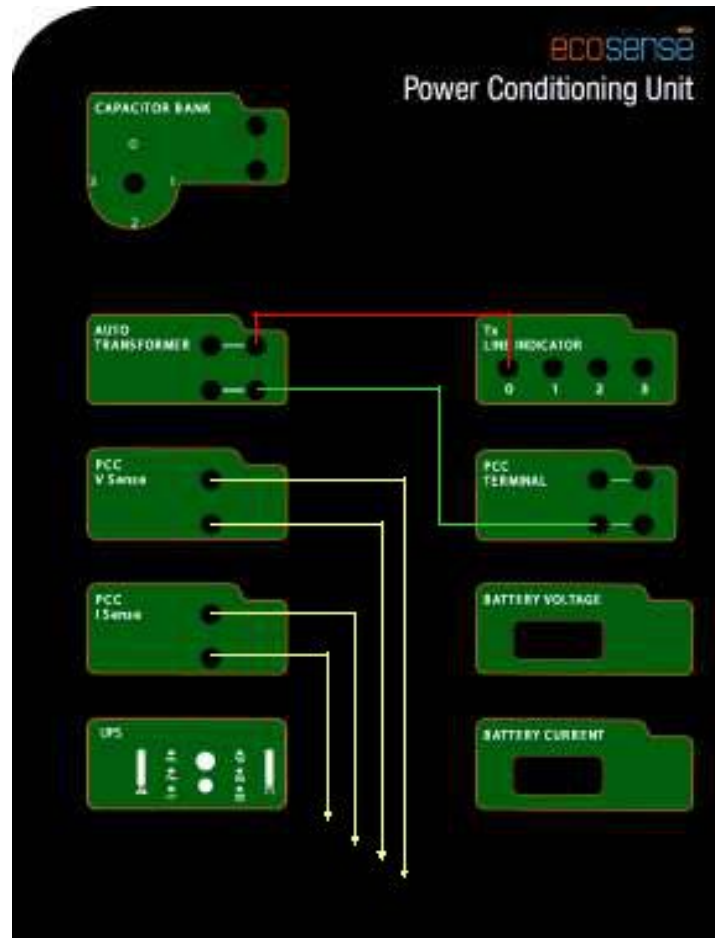 ecosense
Power Conditioning Unit
CAPACITOR BANK
0
3 1
2
AUTO
TRANSFORMER
Tx
LINE INDICATOR
0 1 2 3
PCC
V Sense
PCC
TERMINAL
PCC
I Sense
BATTERY VOLTAGE
UPS
BATTERY CURRENT